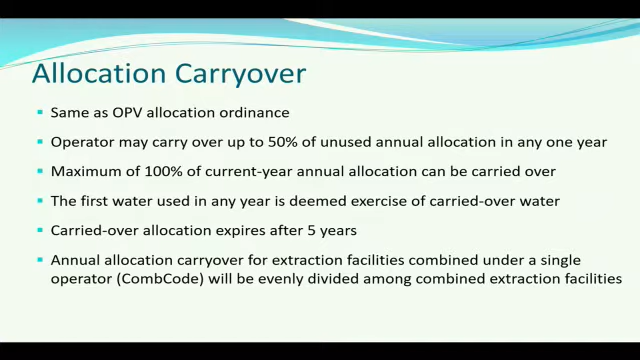 Allocation Carryover
Same as OPV allocation ordinance
Operator may carry over up to 50% of unused annual allocation in any one year
Maximum of 100% of current-year annual allocation can be carried over
The first water used in any year is deemed exercise of carried-over water
Carried-over allocation expires after 5 years
Annual allocation carryover for extraction facilities combined under a single
operator (CombCode) will be evenly divided among combined extraction facilities